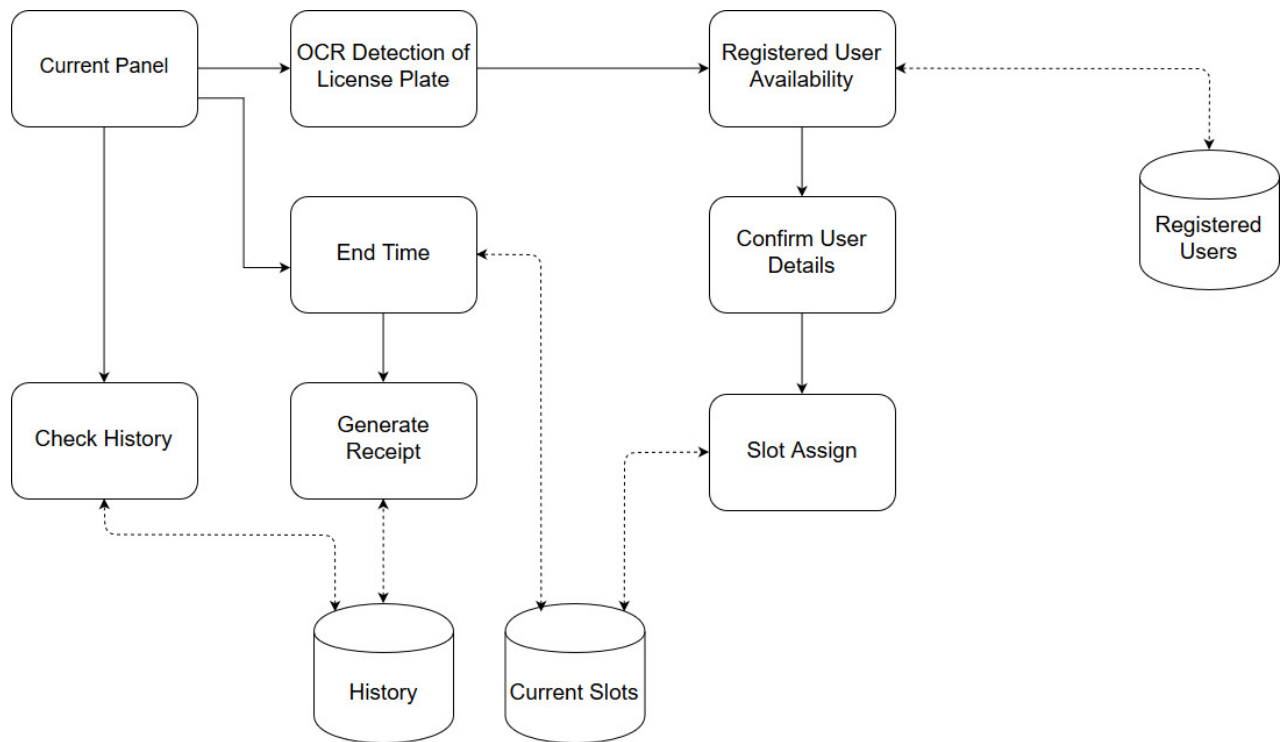 Current Panel
OCR Detection of
License Plate
Registered User
Availability
End Time
Confirm User
Details
Registered
Users
Check History
Generate
Receipt
Slot Assign
History
Current Slots